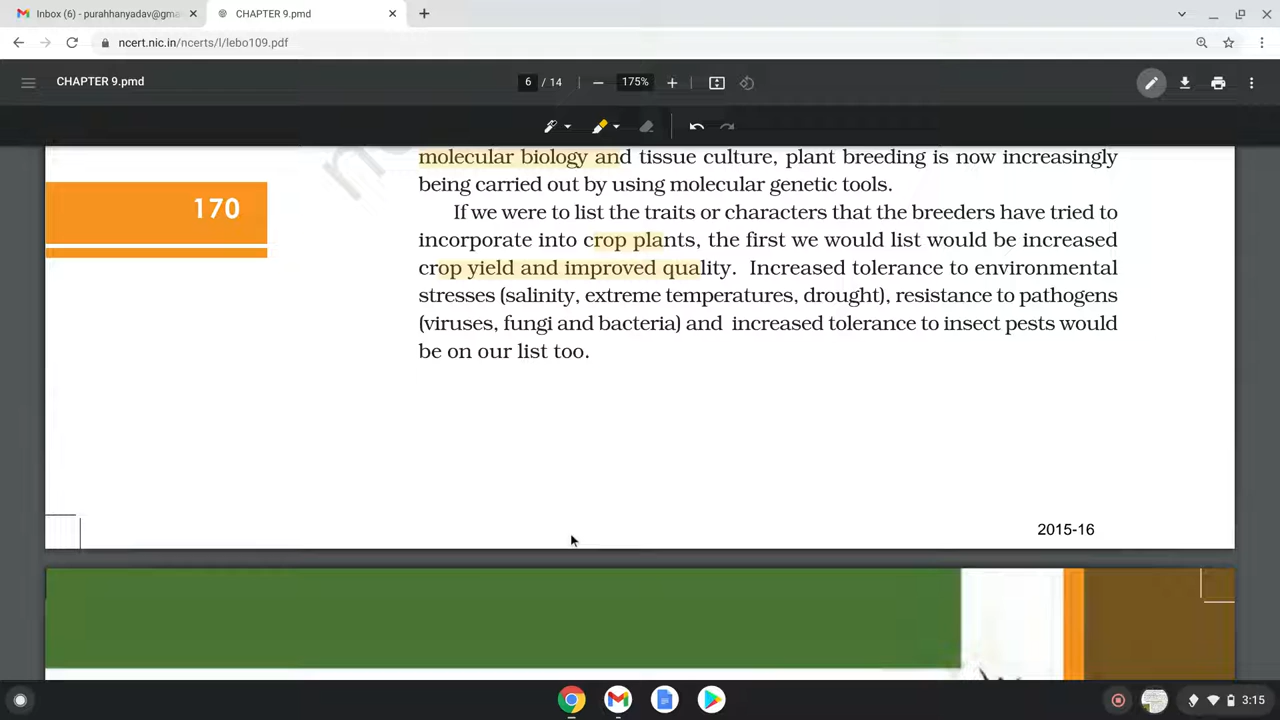 Inbox (6) - purahhanyadav@gma
CHAPTER 9.pmd
ncert.nic.in/ncerts/l/lebo109.pdf
CHAPTER 9.pmd
6 / 14
175%
molecular biology and tissue culture, plant breeding is now increasingly
being carried out by using molecular genetic tools.
170
If we were to list the traits or characters that the breeders have tried to
incorporate into crop plants, the first we would list would be increased
crop yield and improved quality. Increased tolerance to environmental
stresses (salinity, extreme temperatures, drought), resistance to pathogens
(viruses, fungi and bacteria) and increased tolerance to insect pests would
be on our list too.
2015-16
3:15